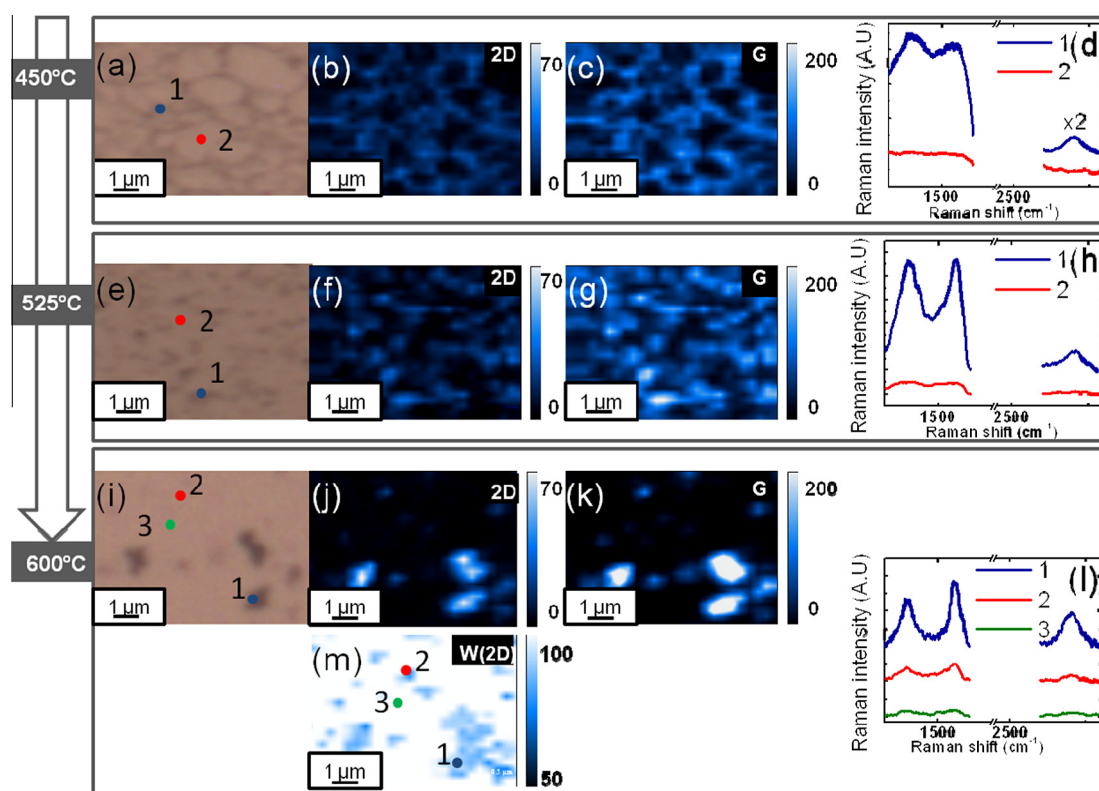 450°C
(a)
1
2
1 µm
(b)
2D
70
0
1 µm
(c)
G
200
0
1 µm
Raman intensity (A.U)
1
2
(d
x2
1500
2500
Raman shift (cm⁻¹)
525°C
(e)
2
1
1 µm
(f)
2D
70
0
1 µm
(g)
G
200
0
1 µm
Raman intensity (A.U)
1
2
(h
1500
2500
Raman shift (cm⁻¹)
600°C
(i)
2
3
1
1 µm
(j)
2D
70
0
1 µm
(k)
G
200
0
1 µm
Raman intensity (A.U)
1
2
3
(l)
1500
2500
Raman shift (cm⁻¹)
(m)
W(2D)
2
3
1
100
50
1 µm
0.5 µm